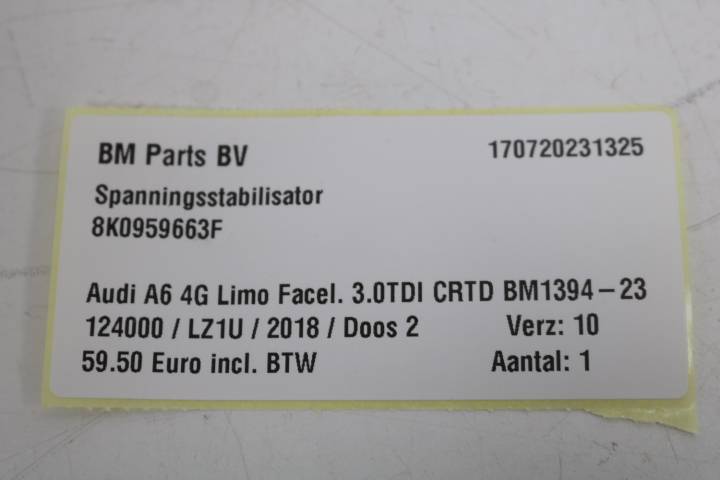 BM Parts BV 170720231325
Spanningsstabilisator
8K0959663F
Audi A6 4G Limo Facel. 3.0TDI CRTD BM1394-23
124000 / LZ1U / 2018 / Doos 2 Verz: 10
59.50 Euro incl. BTW Aantal: 1